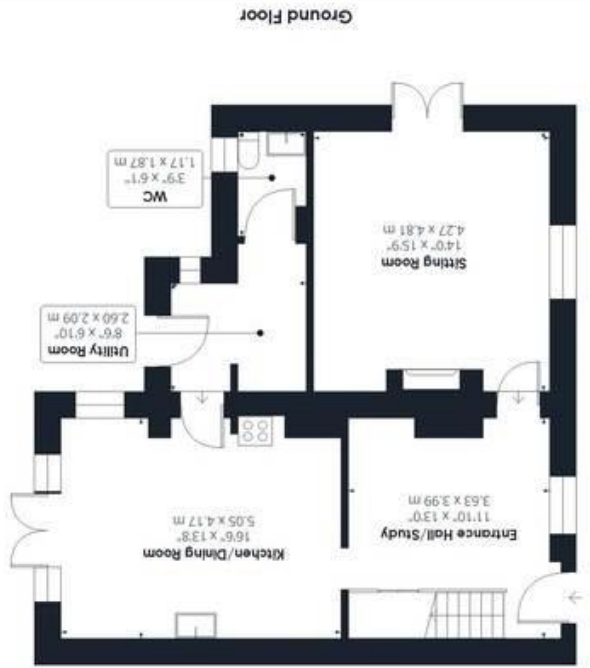 Kitchen/Dining Room
16'6" x 13'8"
5.05 x 4.17 m
Entrance Hall/Study
11'10" x 13'0"
3.63 x 3.99 m
Utility Room
8'6" x 6'10"
2.60 x 2.09 m
Sitting Room
14'0" x 15'9"
4.27 x 4.81 m
WC
3'9" x 6'1"
1.17 x 1.87 m
Ground Floor